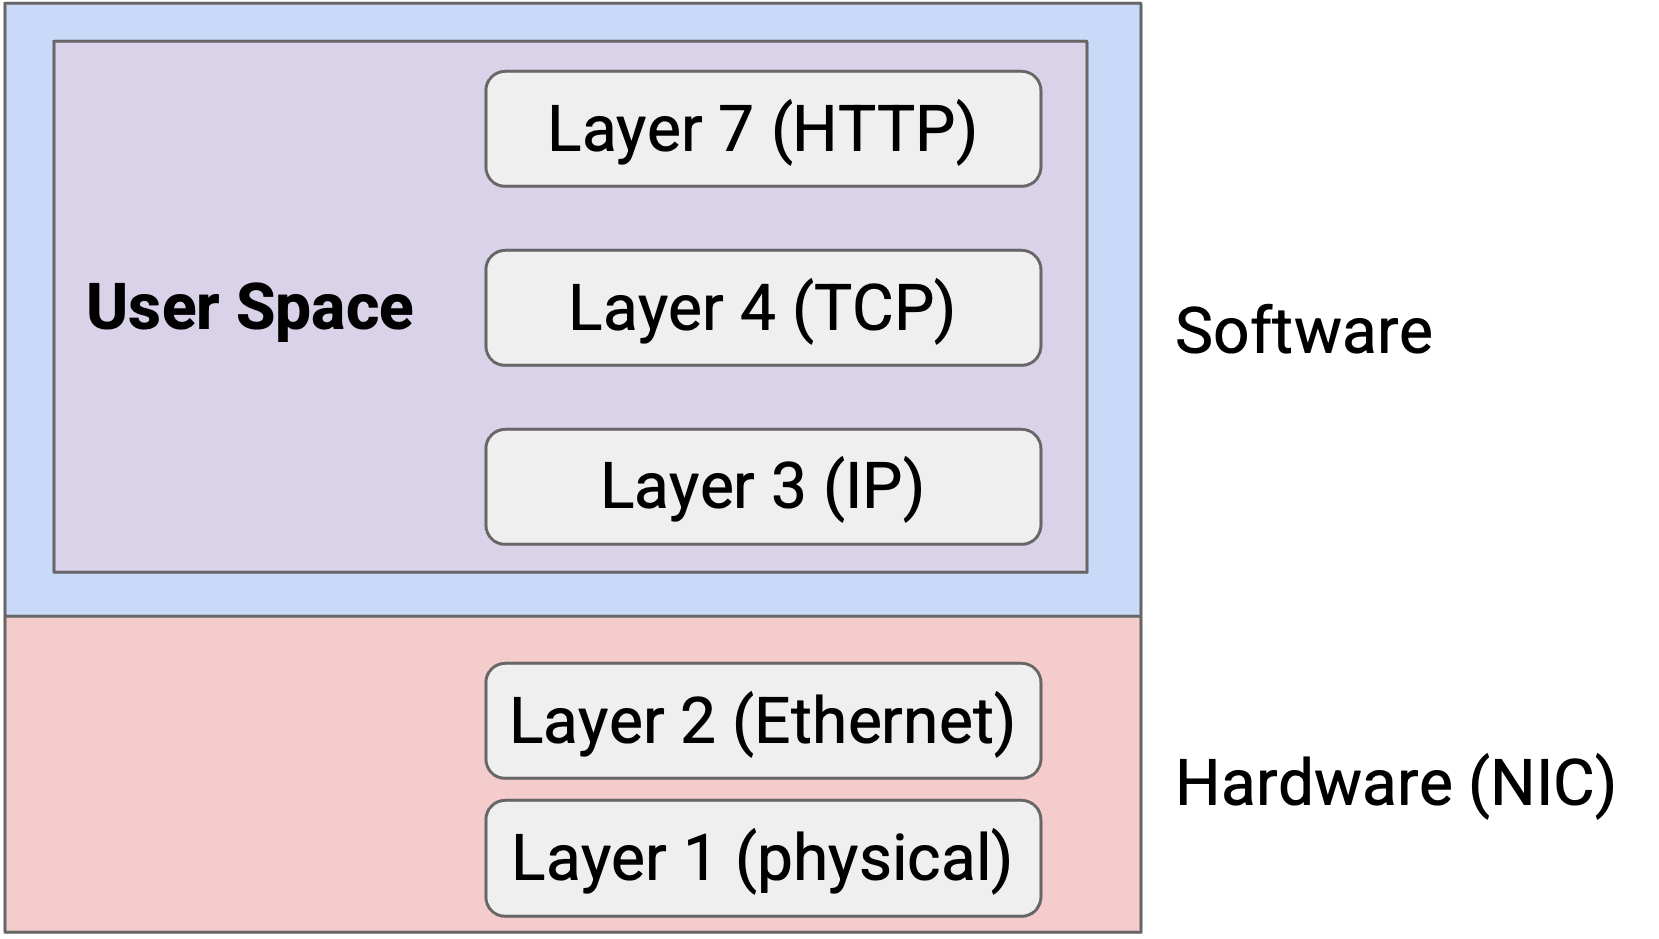 Layer 7 (HTTP)
User Space
Layer 4 (TCP)
Software
Layer 3 (IP)
Layer 2 (Ethernet)
Hardware (NIC)
Layer 1 (physical)